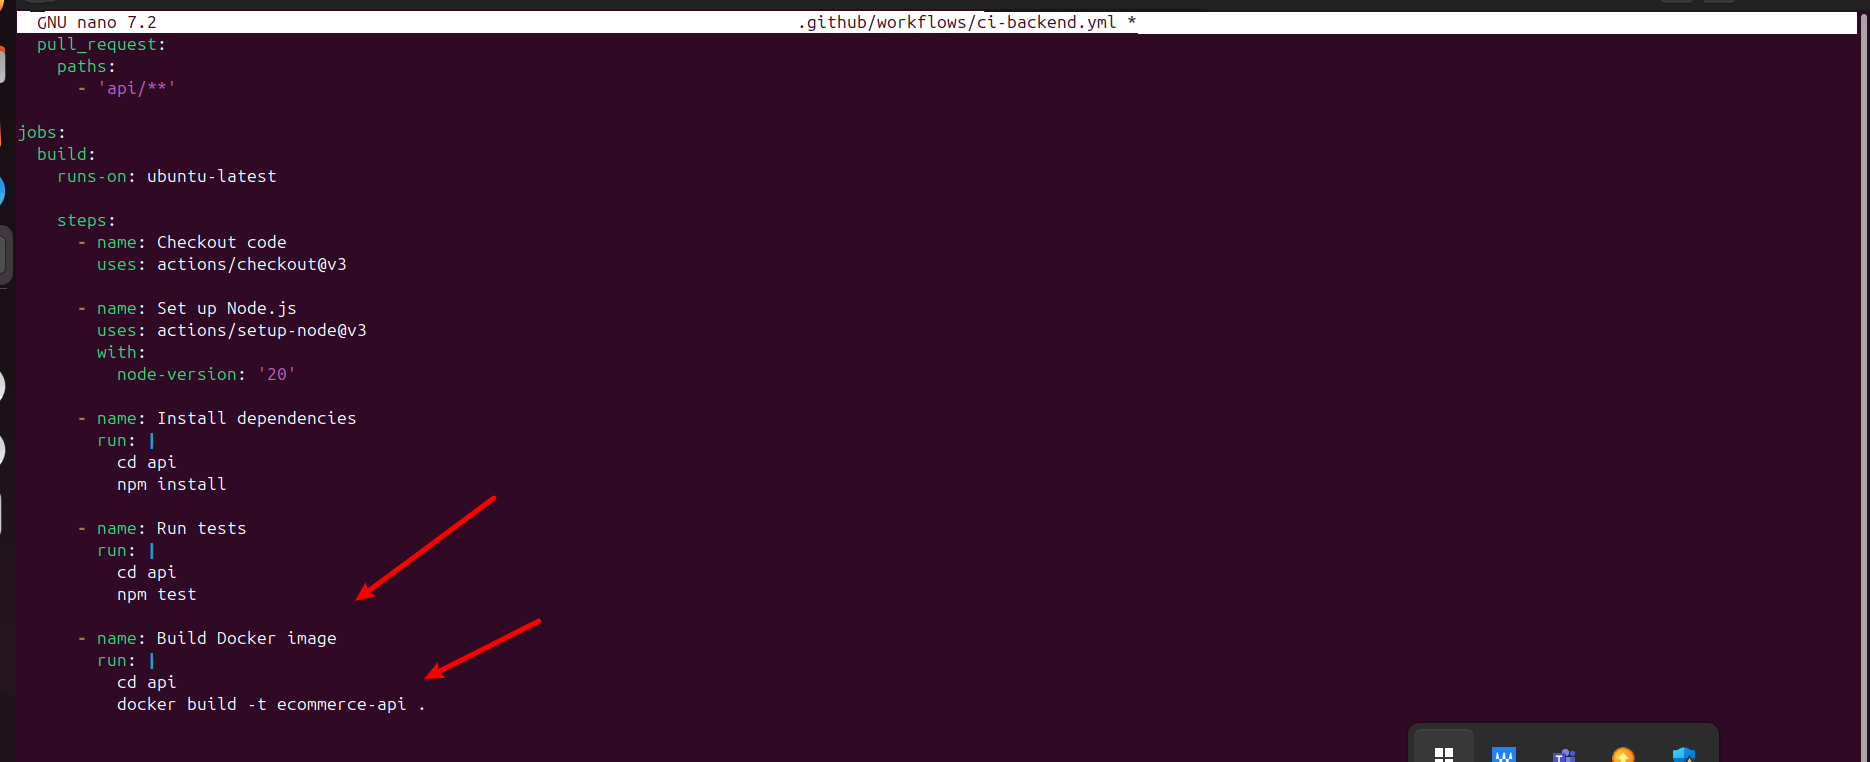 GNU nano 7.2 .github/workflows/ci-backend.yml *
pull_request:
paths:
- 'api/**'
jobs:
build:
runs-on: ubuntu-latest
steps:
- name: Checkout code
uses: actions/checkout@v3
- name: Set up Node.js
uses: actions/setup-node@v3
with:
node-version: '20'
- name: Install dependencies
run: |
cd api
npm install
- name: Run tests
run: |
cd api
npm test
- name: Build Docker image
run: |
cd api
docker build -t ecommerce-api .